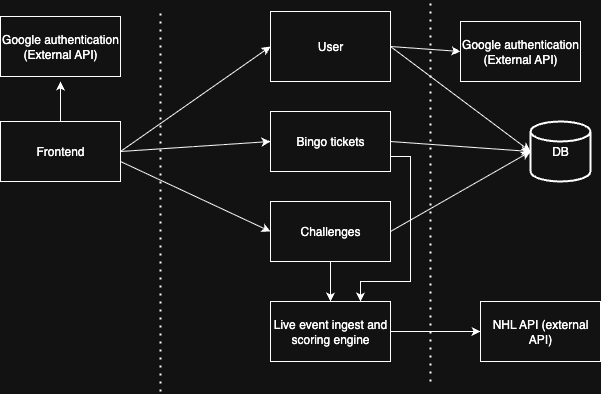 Google authentication
(External API)
Frontend
User
Bingo tickets
Challenges
Live event ingest and
scoring engine
Google authentication
(External API)
DB
NHL API (external
API)